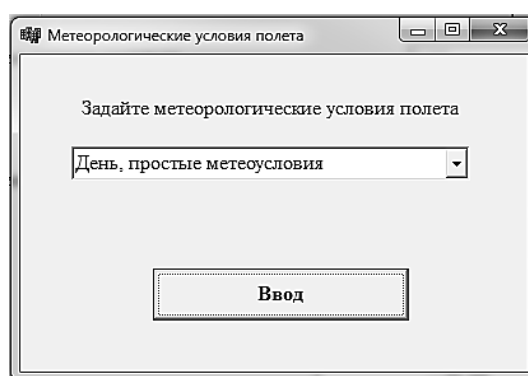 Метеорологические условия полета
Задайте метеорологические условия полета
День, простые метеоусловия
Ввод